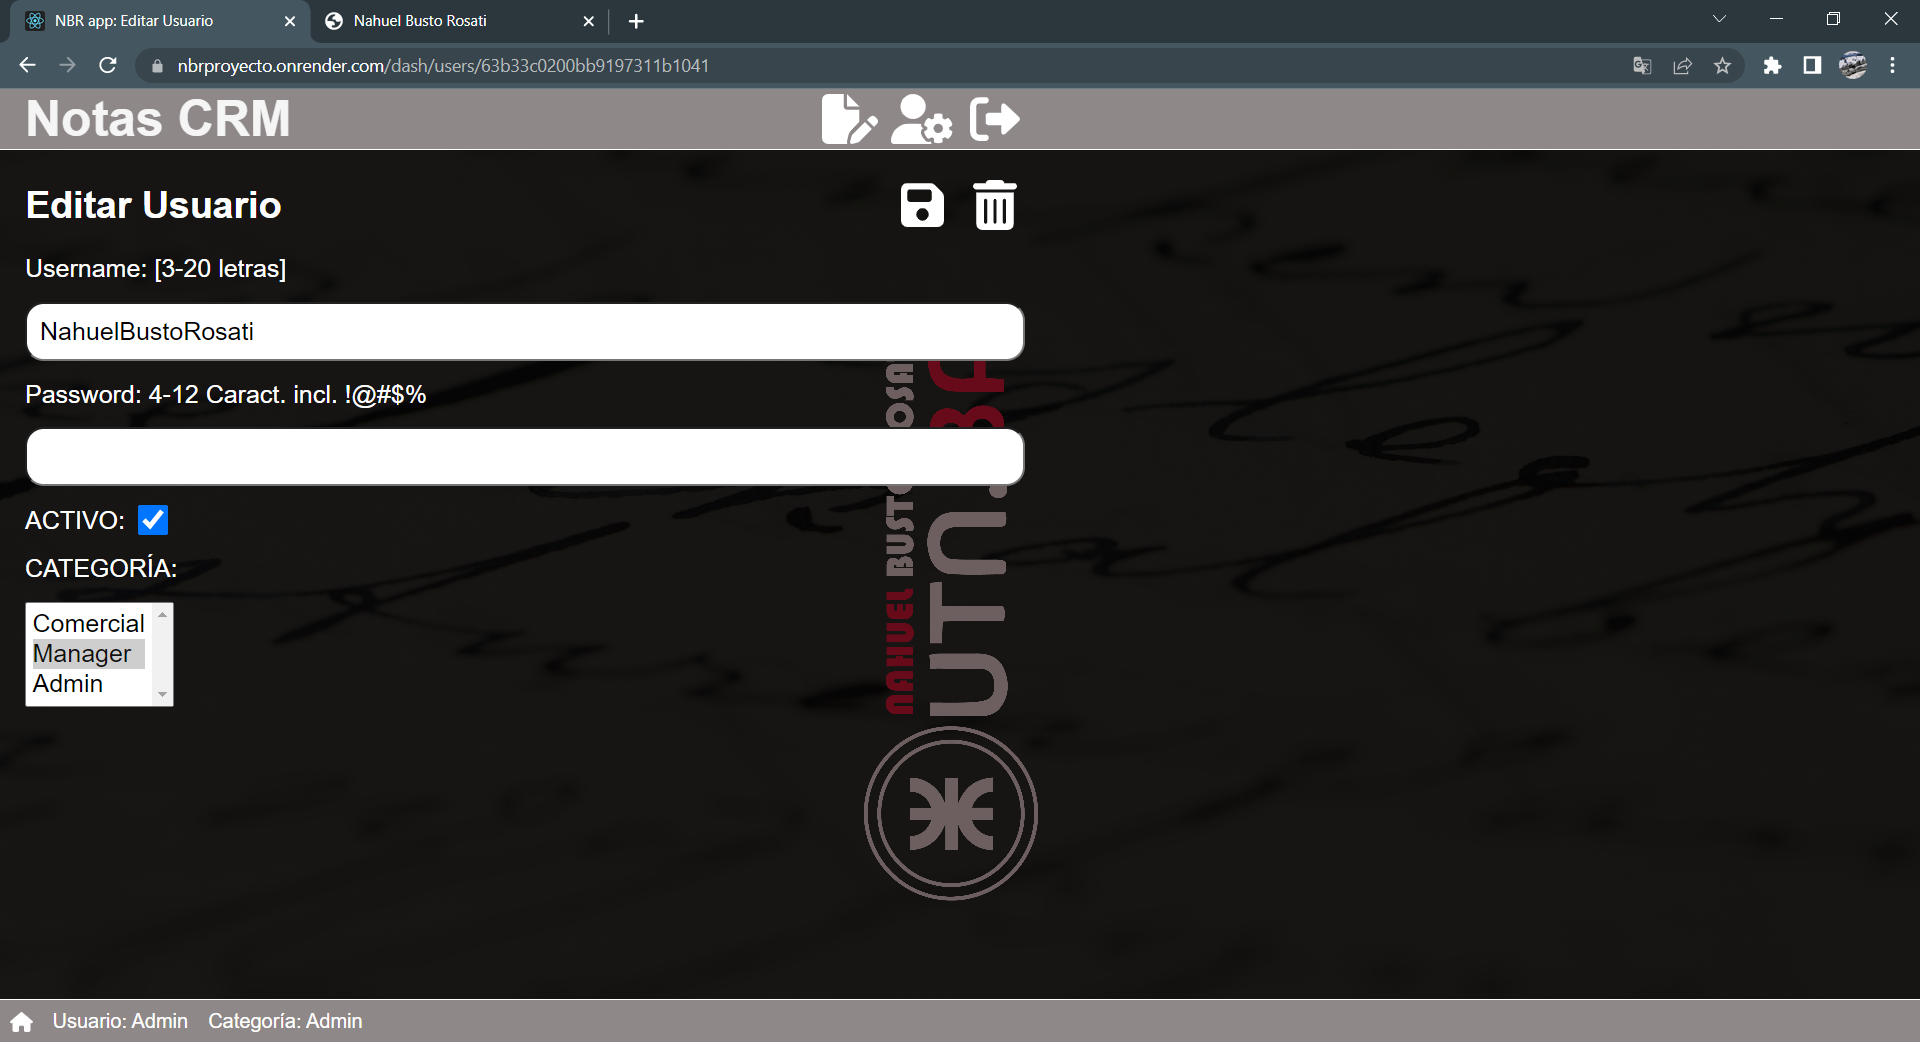 NBR app: Editar Usuario
Nahuel Busto Rosati
nbrproyecto.onrender.com/dash/users/63b33c0200bb9197311b1041
Notas CRM
Editar Usuario
Username: [3-20 letras]
NahuelBustoRosati
Password: 4-12 Caract. incl. !@#$%
ACTIVO:
CATEGORÍA:
Comercial
Manager
Admin
NAHUEL BUSTO ROSA
UTN.BA
Usuario: Admin Categoría: Admin